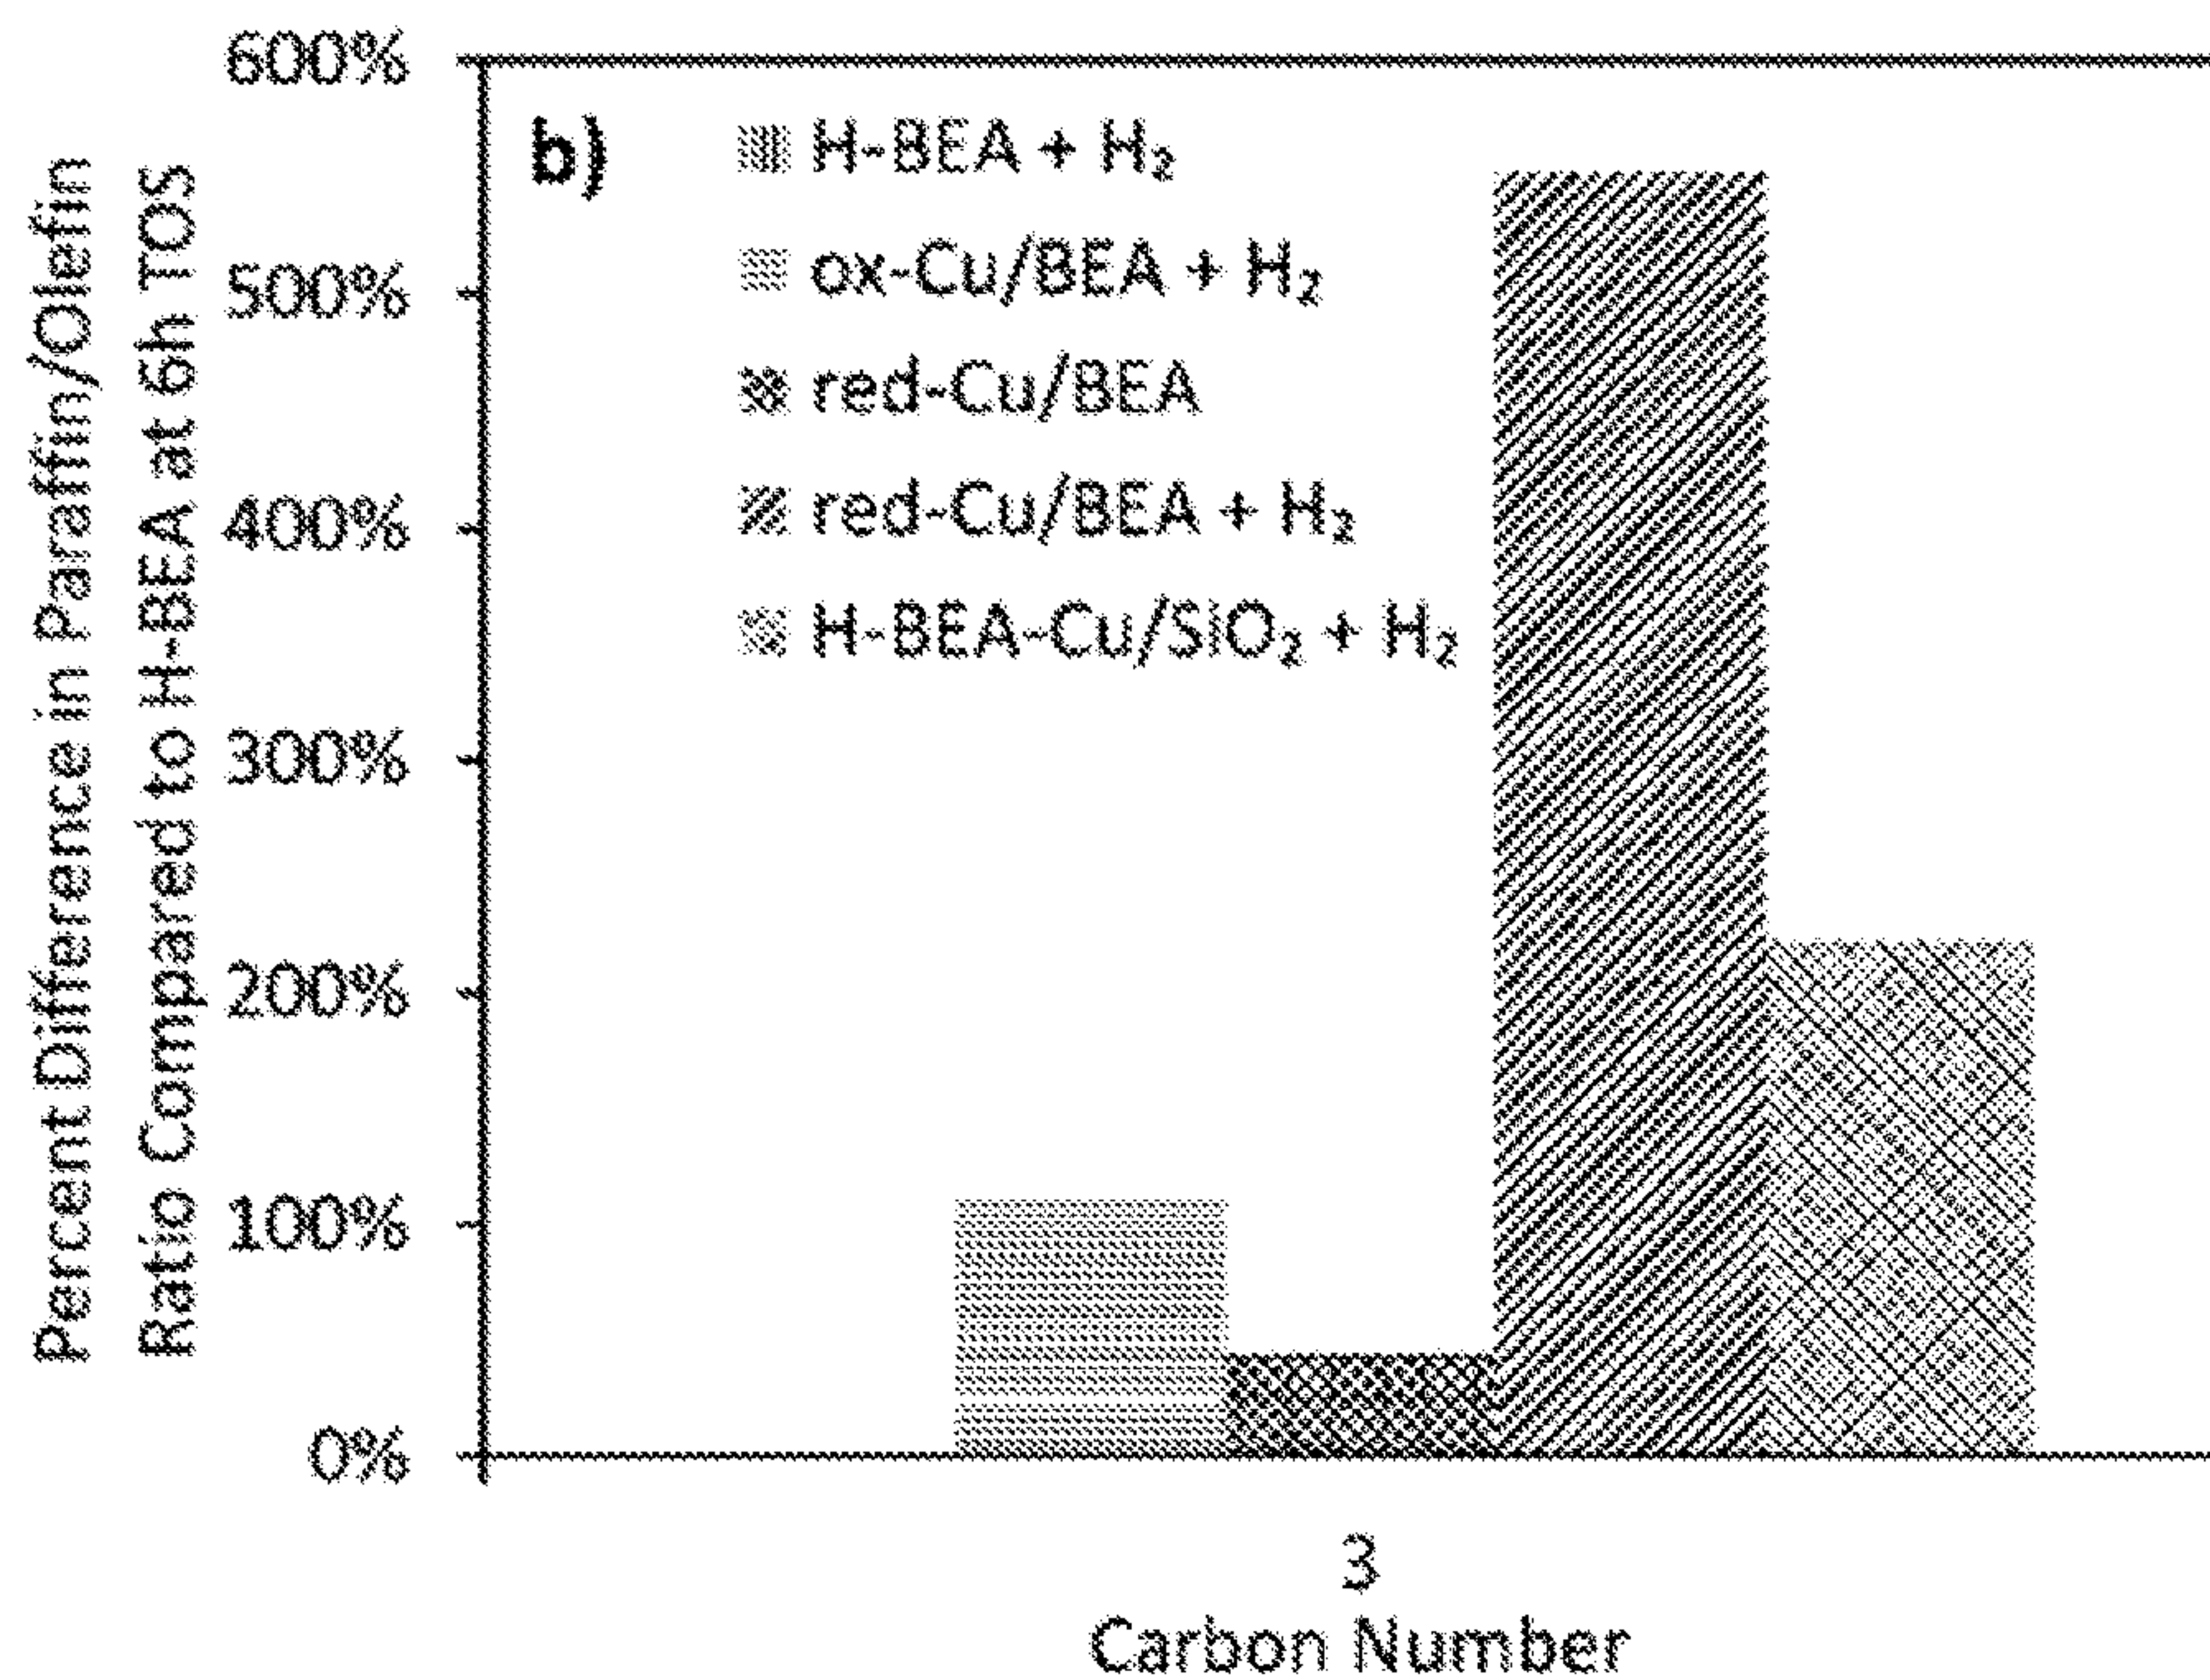 Percent Difference in Paraffin/Olefin
Ratio Compared to H-BEA at 6h TOS
600%
500%
400%
300%
200%
100%
0%
b)
H-BEA + H₂
ox-Cu/BEA + H₂
red-Cu/BEA
red-Cu/BEA + H₂
H-BEA-Cu/SiO₂ + H₂
3
Carbon Number